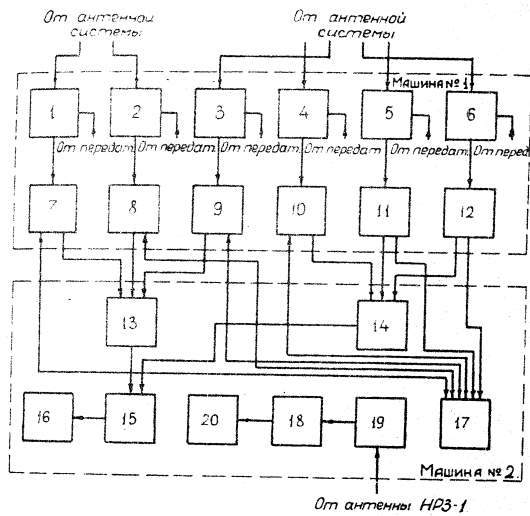 От антенной системы
От антенной системы
Машина №1
1
2
3
4
5
6
От передат.
От передат.
От передат.
От передат.
От передат.
От перед
7
8
9
10
11
12
13
14
16
15
20
18
19
17
Машина №2
От антенны НРЗ-1